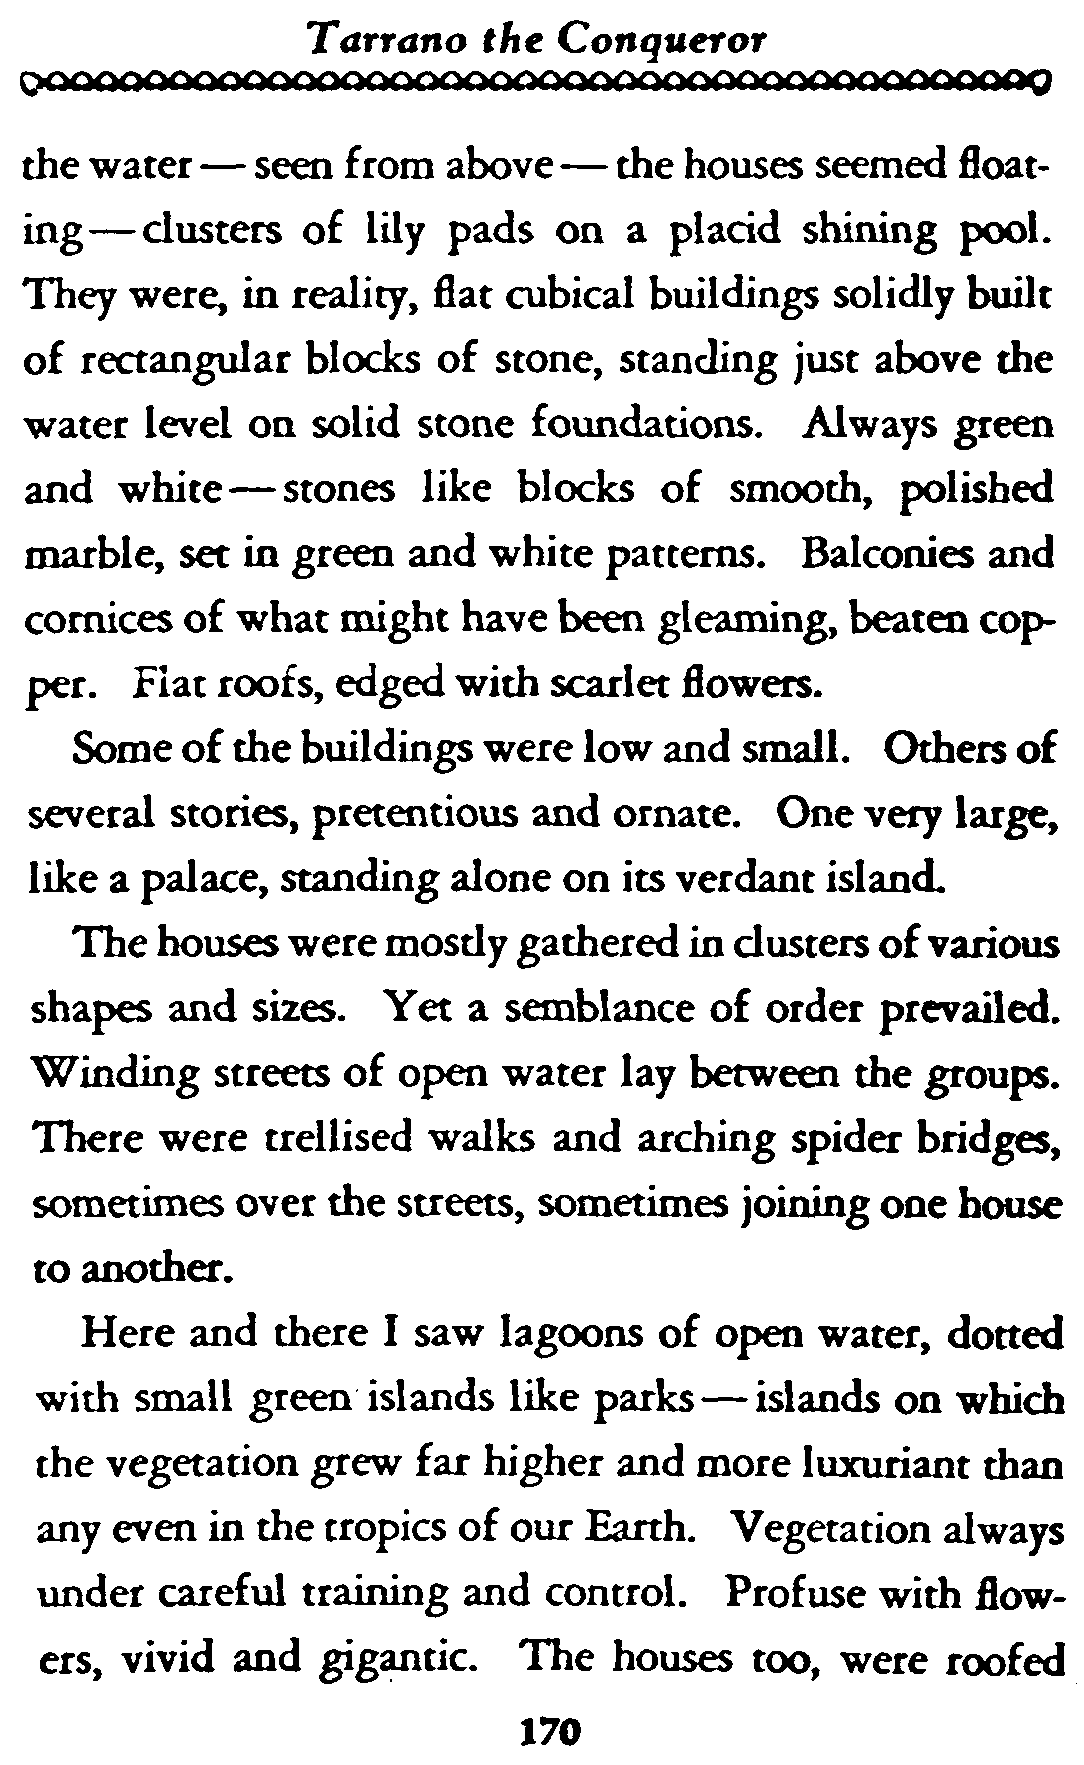 Tarrano the Conqueror
the water — seen from above — the houses seemed float-
ing — clusters of lily pads on a placid shining pool.
They were, in reality, flat cubical buildings solidly built
of rectangular blocks of stone, standing just above the
water level on solid stone foundations. Always green
and white — stones like blocks of smooth, polished
marble, set in green and white patterns. Balconies and
cornices of what might have been gleaming, beaten cop-
per. Flat roofs, edged with scarlet flowers.
Some of the buildings were low and small. Others of
several stories, pretentious and ornate. One very large,
like a palace, standing alone on its verdant island.
The houses were mostly gathered in clusters of various
shapes and sizes. Yet a semblance of order prevailed.
Winding streets of open water lay between the groups.
There were trellised walks and arching spider bridges,
sometimes over the streets, sometimes joining one house
to another.
Here and there I saw lagoons of open water, dotted
with small green islands like parks — islands on which
the vegetation grew far higher and more luxuriant than
any even in the tropics of our Earth. Vegetation always
under careful training and control. Profuse with flow-
ers, vivid and gigantic. The houses too, were roofed
170